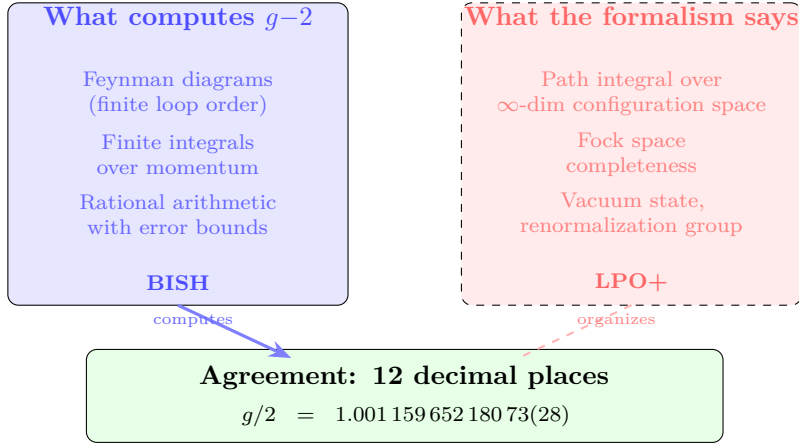 What computes g−2
Feynman diagrams
(finite loop order)
Finite integrals
over momentum
Rational arithmetic
with error bounds
BISH
What the formalism says
Path integral over
∞-dim configuration space
Fock space
completeness
Vacuum state,
renormalization group
LPO+
computes
organizes
Agreement: 12 decimal places
g/2 = 1.001 159 652 180 73(28)